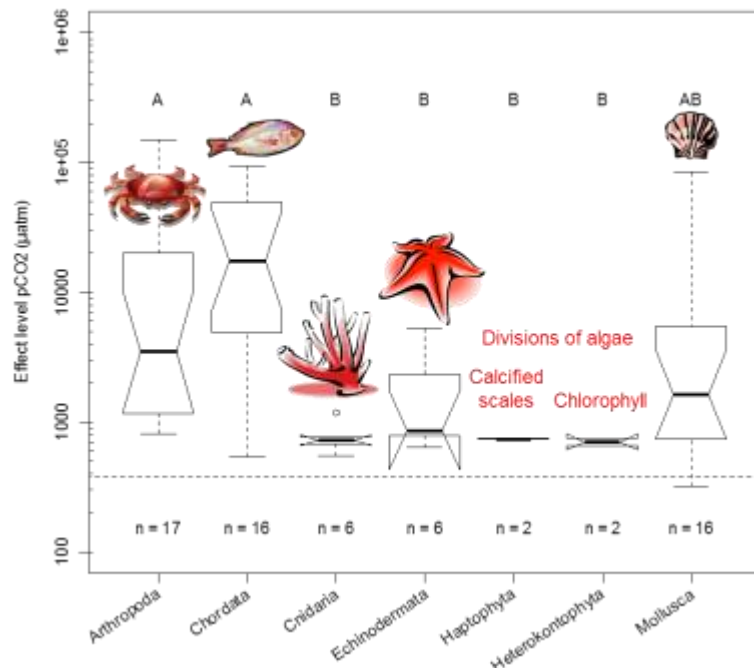 Effect level pCO2 (µatm)
1e+06
1e+05
10000
1000
100
A A B B B B AB
Divisions of algae
Calcified
scales
Chlorophyll
n = 17 n = 16 n = 6 n = 6 n = 2 n = 2 n = 16
Arthropoda
Chordata
Cnidaria
Echinodermata
Haptophyta
Heterokontophyta
Mollusca